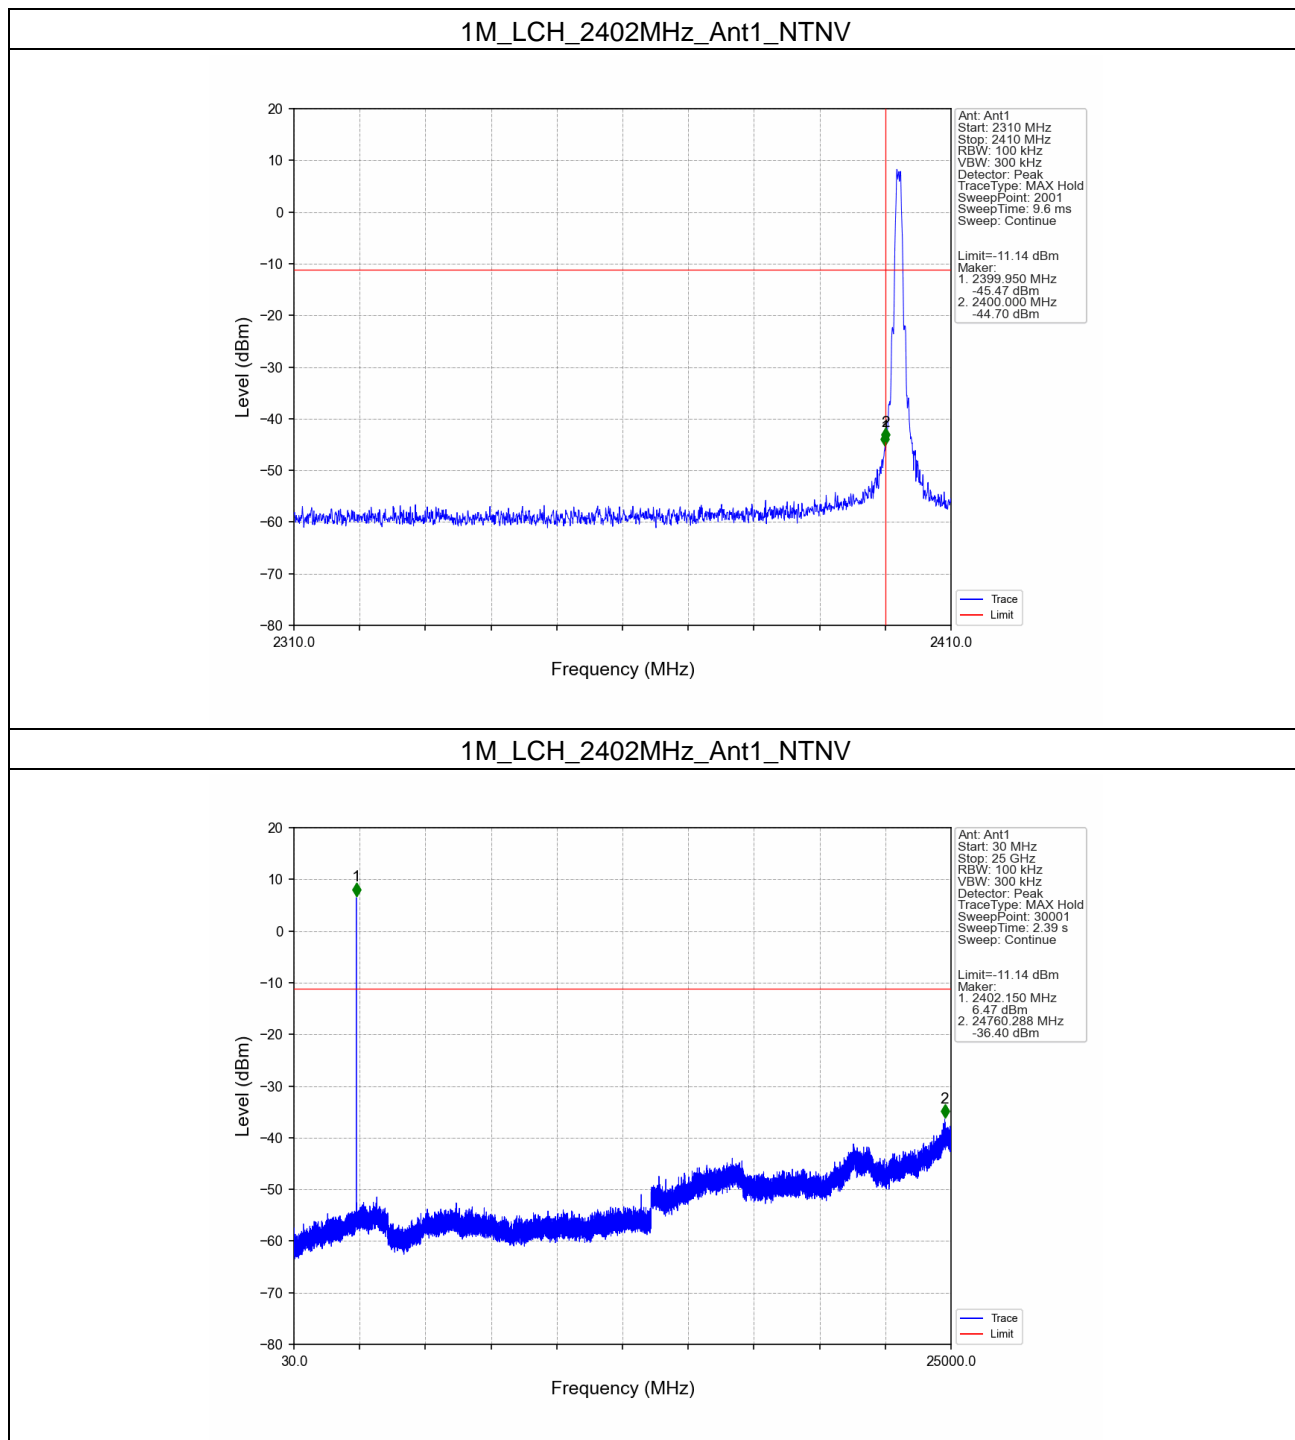 1M_LCH_2402MHz_Ant1_NTNV
20
10
0
−10
−20
−30
−40
−50
−60
−70
−80
Level (dBm)
2
2310.0
2410.0
Frequency (MHz)
Ant: Ant1
Start: 2310 MHz
Stop: 2410 MHz
RBW: 100 kHz
VBW: 300 kHz
Detector: Peak
TraceType: MAX Hold
SweepPoint: 2001
SweepTime: 9.6 ms
Sweep: Continue
Limit=-11.14 dBm
Maker:
1. 2399.950 MHz
-45.47 dBm
2. 2400.000 MHz
-44.70 dBm
Trace
Limit
1M_LCH_2402MHz_Ant1_NTNV
20
10
0
−10
−20
−30
−40
−50
−60
−70
−80
Level (dBm)
1
2
30.0
25000.0
Frequency (MHz)
Ant: Ant1
Start: 30 MHz
Stop: 25 GHz
RBW: 100 kHz
VBW: 300 kHz
Detector: Peak
TraceType: MAX Hold
SweepPoint: 30001
SweepTime: 2.39 s
Sweep: Continue
Limit=-11.14 dBm
Maker:
1. 2402.150 MHz
6.47 dBm
2. 24760.288 MHz
-36.40 dBm
Trace
Limit